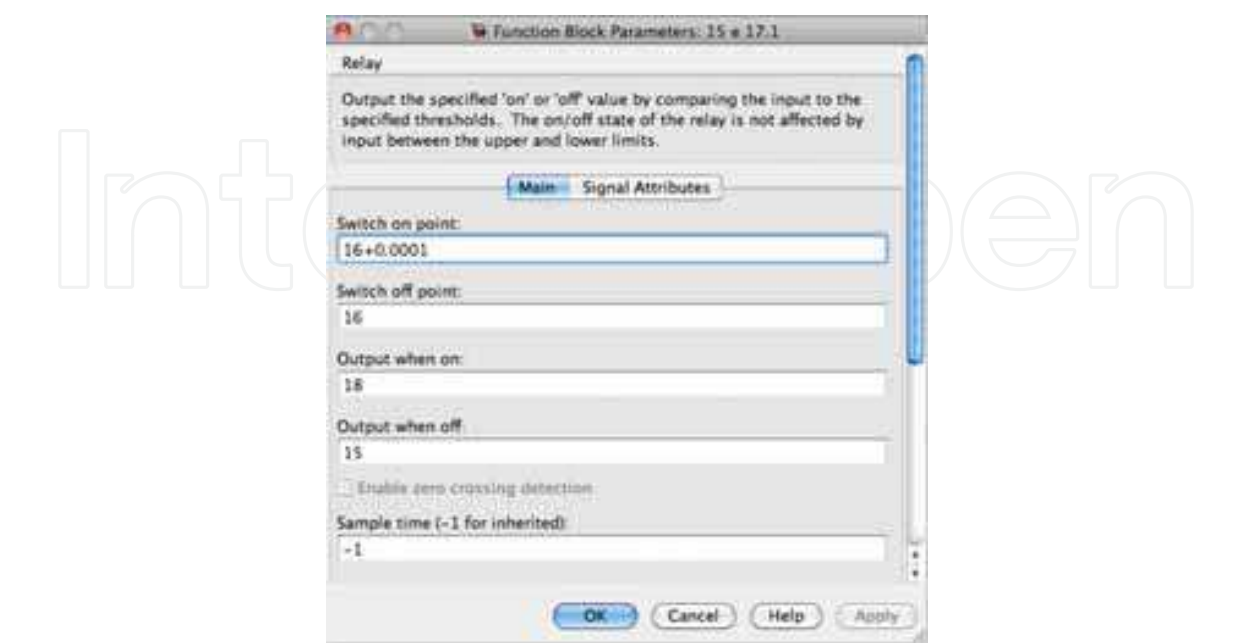 Function Block Parameters: 15 e 17.1
Relay
Output the specified 'on' or 'off' value by comparing the input to the
specified thresholds. The on/off state of the relay is not affected by
input between the upper and lower limits.
Main Signal Attributes
Switch on point:
16+0.0001
Switch off point:
16
Output when on:
18
Output when off:
15
Enable zero crossing detection
Sample time (-1 for inherited):
-1
OK Cancel Help Apply